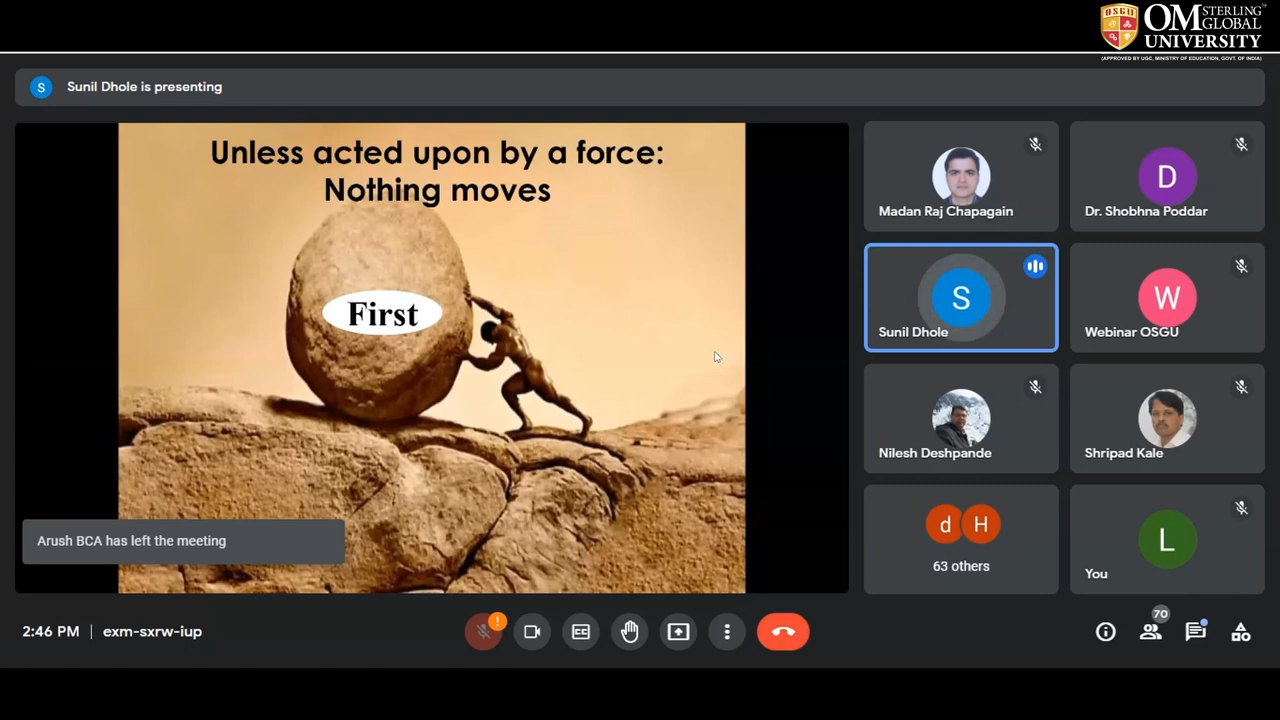 OSGU
OM STERLING GLOBAL UNIVERSITY
(APPROVED BY UGC, MINISTRY OF EDUCATION, GOVT. OF INDIA)
S Sunil Dhole is presenting
Unless acted upon by a force:
Nothing moves
First
Arush BCA has left the meeting
Madan Raj Chapagain
D
Dr. Shobhna Poddar
S
Sunil Dhole
W
Webinar OSGU
Nilesh Deshpande
Shripad Kale
d H
63 others
L
You
2:46 PM | exm-sxrw-iup
!
CC
70